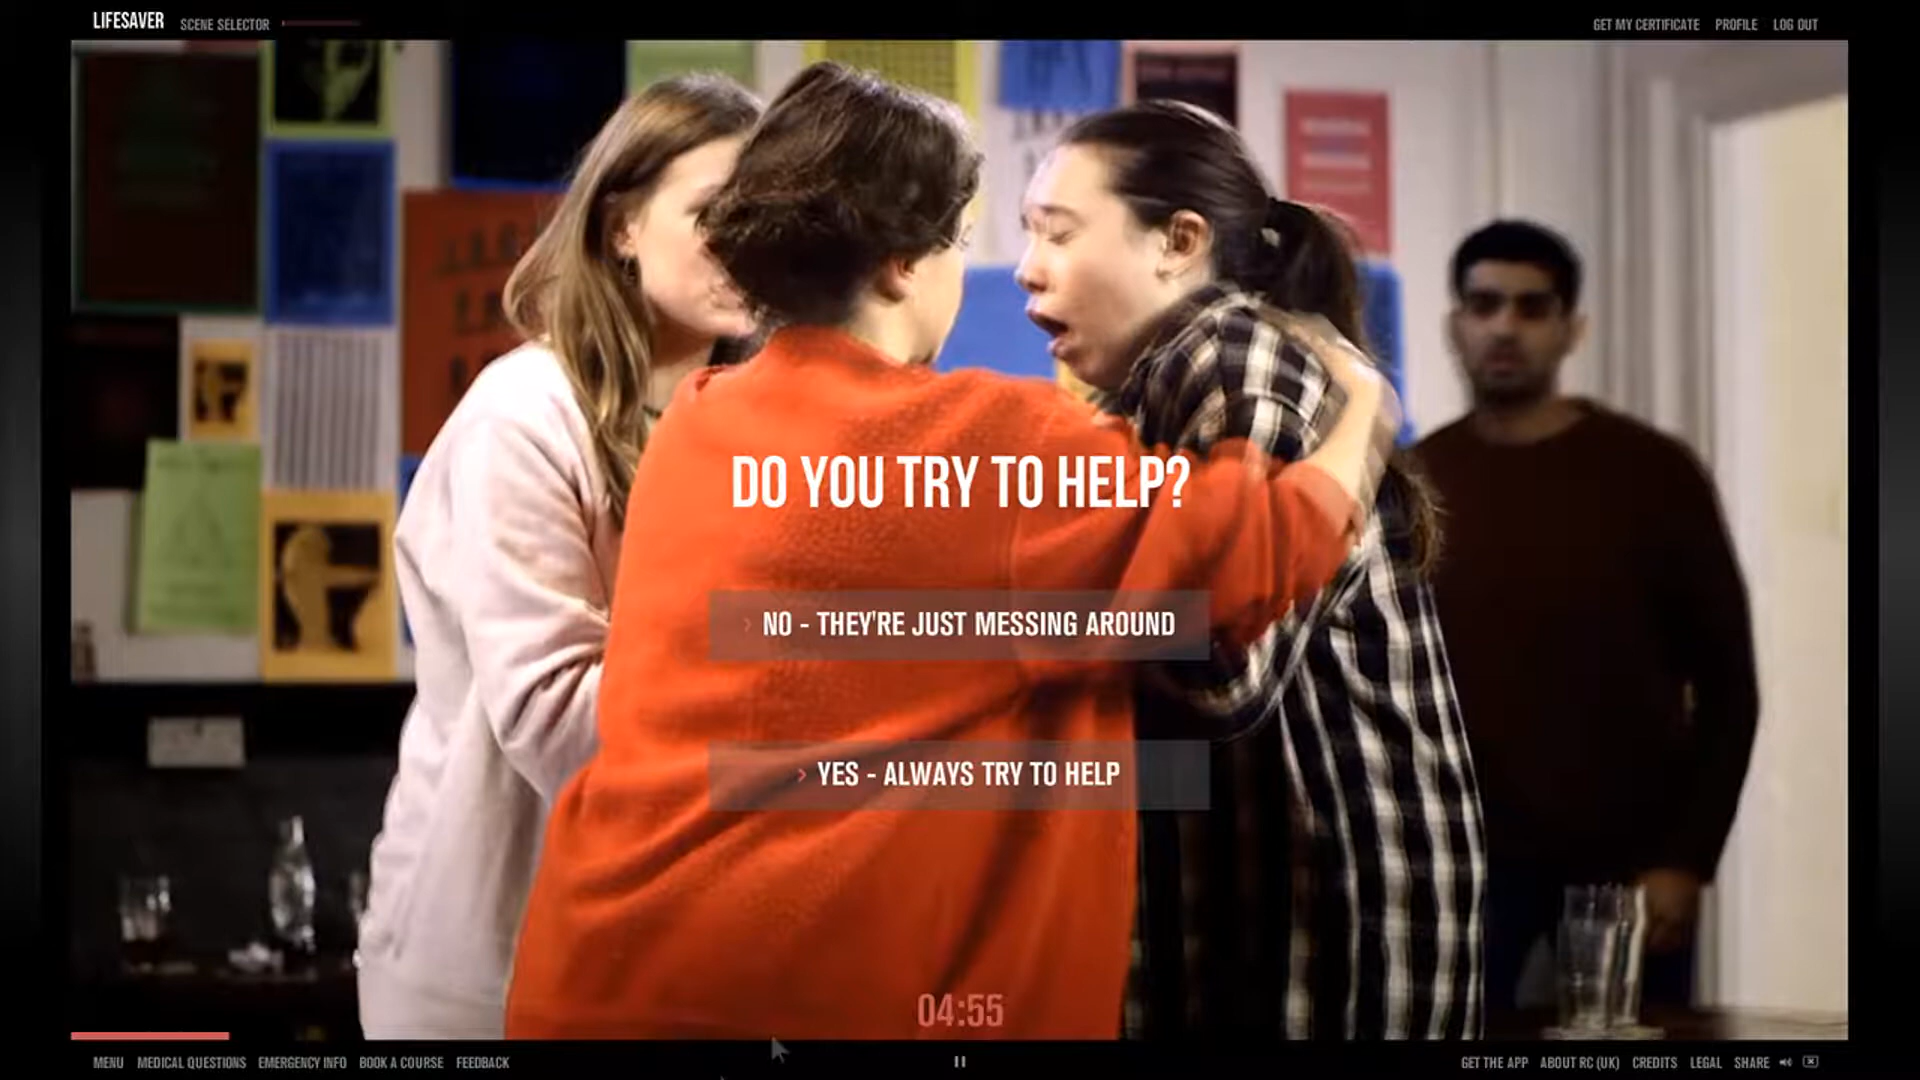 LIFESAVER SCENE SELECTOR
GET MY CERTIFICATE PROFILE LOG OUT
DO YOU TRY TO HELP?
› NO - THEY'RE JUST MESSING AROUND
› YES - ALWAYS TRY TO HELP
04:55
MENU MEDICAL QUESTIONS EMERGENCY INFO BOOK A COURSE FEEDBACK
GET THE APP ABOUT RC (UK) CREDITS LEGAL SHARE